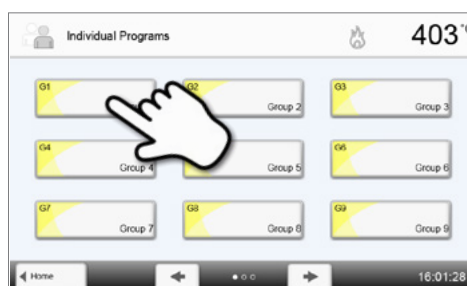 Individual Programs
403°
G1
G2
Group 2
G3
Group 3
G4
Group 4
Group 5
G6
Group 6
G7
Group 7
G8
Group 8
G9
Group 9
Home
16:01:28